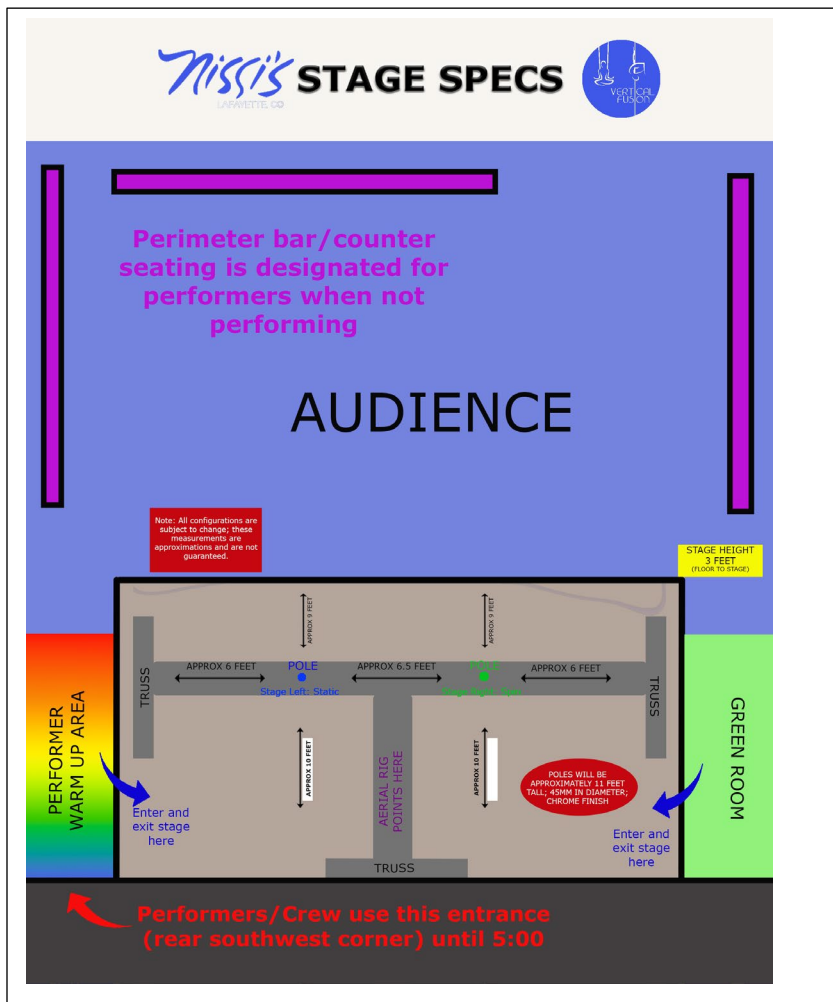 Nissi's STAGE SPECS
LAFAYETTE, CO
VERTICAL
FUSION
Perimeter bar/counter
seating is designated for
performers when not
performing
AUDIENCE
Note: All configurations are
subject to change; these
measurements are
approximations and are not
guaranteed.
STAGE HEIGHT
3 FEET
(FLOOR TO STAGE)
APPROX 9 FEET
APPROX 9 FEET
TRUSS
APPROX 6 FEET
POLE
Stage Left: Static
APPROX 6.5 FEET
POLE
Stage Right: Spin
APPROX 6 FEET
TRUSS
PERFORMER
WARM UP AREA
Enter and
exit stage
here
APPROX 10 FEET
AERIAL RIG
POINTS HERE
APPROX 10 FEET
POLES WILL BE
APPROXIMATELY 11 FEET
TALL; 45MM IN DIAMETER;
CHROME FINISH
Enter and
exit stage
here
GREEN ROOM
TRUSS
Performers/Crew use this entrance
(rear southwest corner) until 5:00